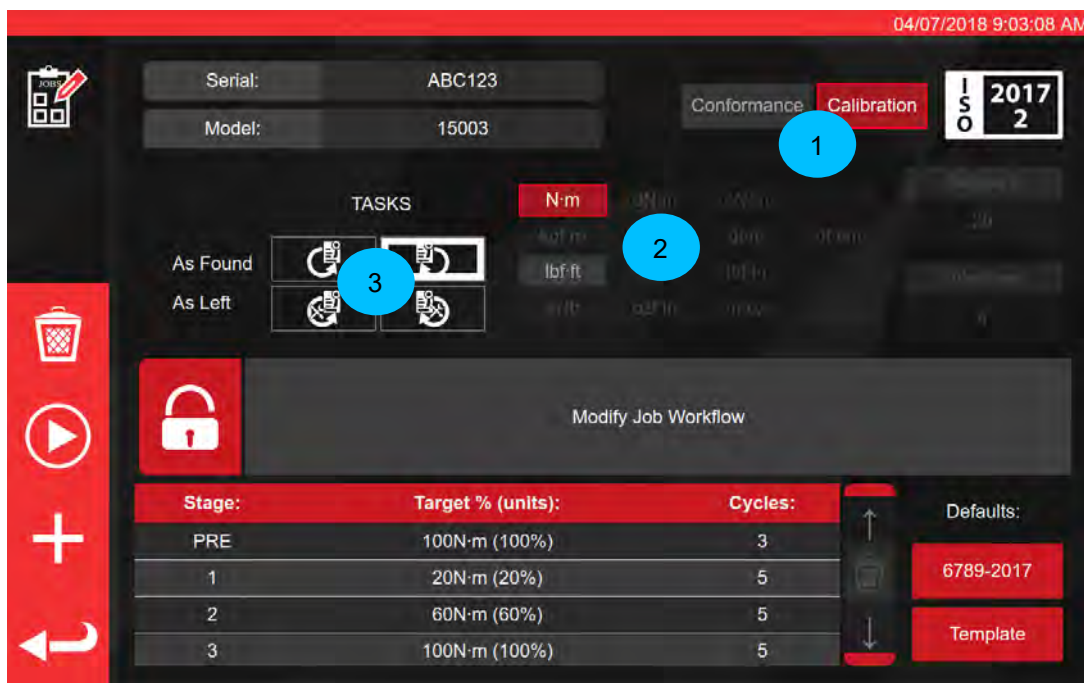 04/07/2018 9:03:08 AM
JOBS
Serial: ABC123
Model: 15003
Conformance Calibration
ISO 2017 2
1
TASKS
N·m
2
As Found
3
lbf·ft
As Left
Modify Job Workflow
Stage: Target % (units): Cycles:
PRE 100N·m (100%) 3
1 20N·m (20%) 5
2 60N·m (60%) 5
3 100N·m (100%) 5
Defaults:
6789-2017
Template